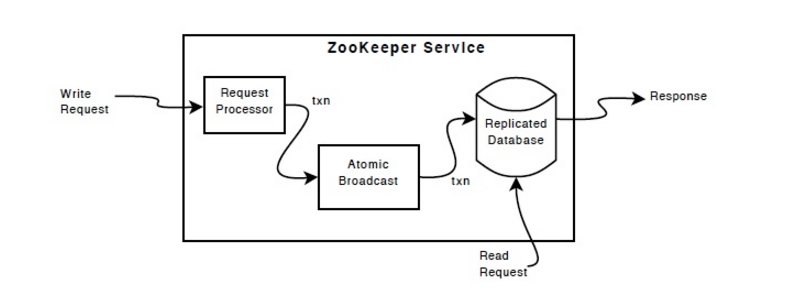 ZooKeeper Service
Write
Request
Request
Processor
txn
Atomic
Broadcast
txn
Replicated
Database
Response
Read
Request